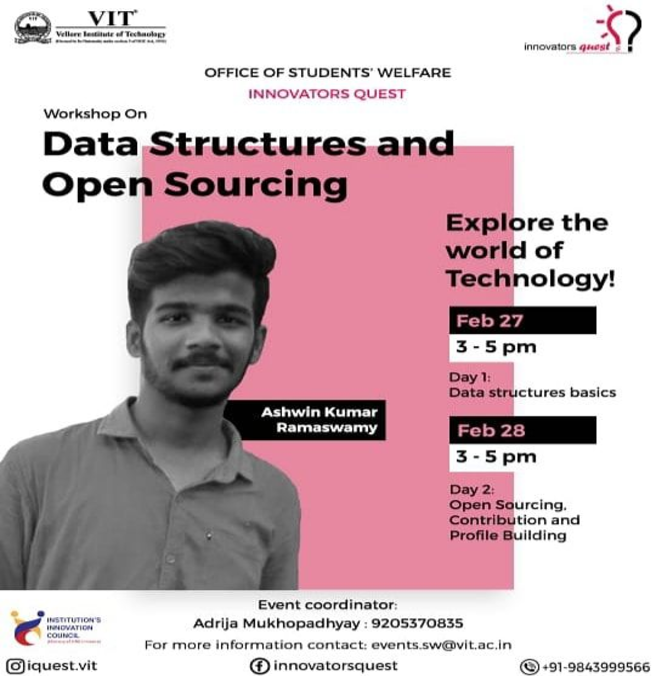 VIT®
Vellore Institute of Technology
innovators quest
OFFICE OF STUDENTS' WELFARE
INNOVATORS QUEST
Workshop On
Data Structures and
Open Sourcing
Explore the
world of
Technology!
Feb 27
3 - 5 pm
Day 1:
Data structures basics
Ashwin Kumar
Ramaswamy
Feb 28
3 - 5 pm
Day 2:
Open Sourcing,
Contribution and
Profile Building
INSTITUTION'S
INNOVATION
COUNCIL
Event coordinator:
Adrija Mukhopadhyay : 9205370835
For more information contact: events.sw@vit.ac.in
iquest.vit
innovatorsquest
+91-9843999566